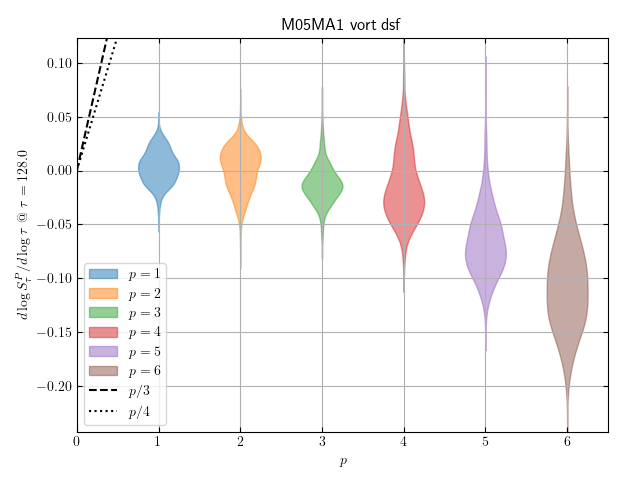 M05MA1 vort dsf
d log S_τ^P / d log τ @ τ = 128.0
0.10
0.05
0.00
−0.05
−0.10
−0.15
−0.20
p = 1
p = 2
p = 3
p = 4
p = 5
p = 6
p/3
p/4
0 1 2 3 4 5 6
p